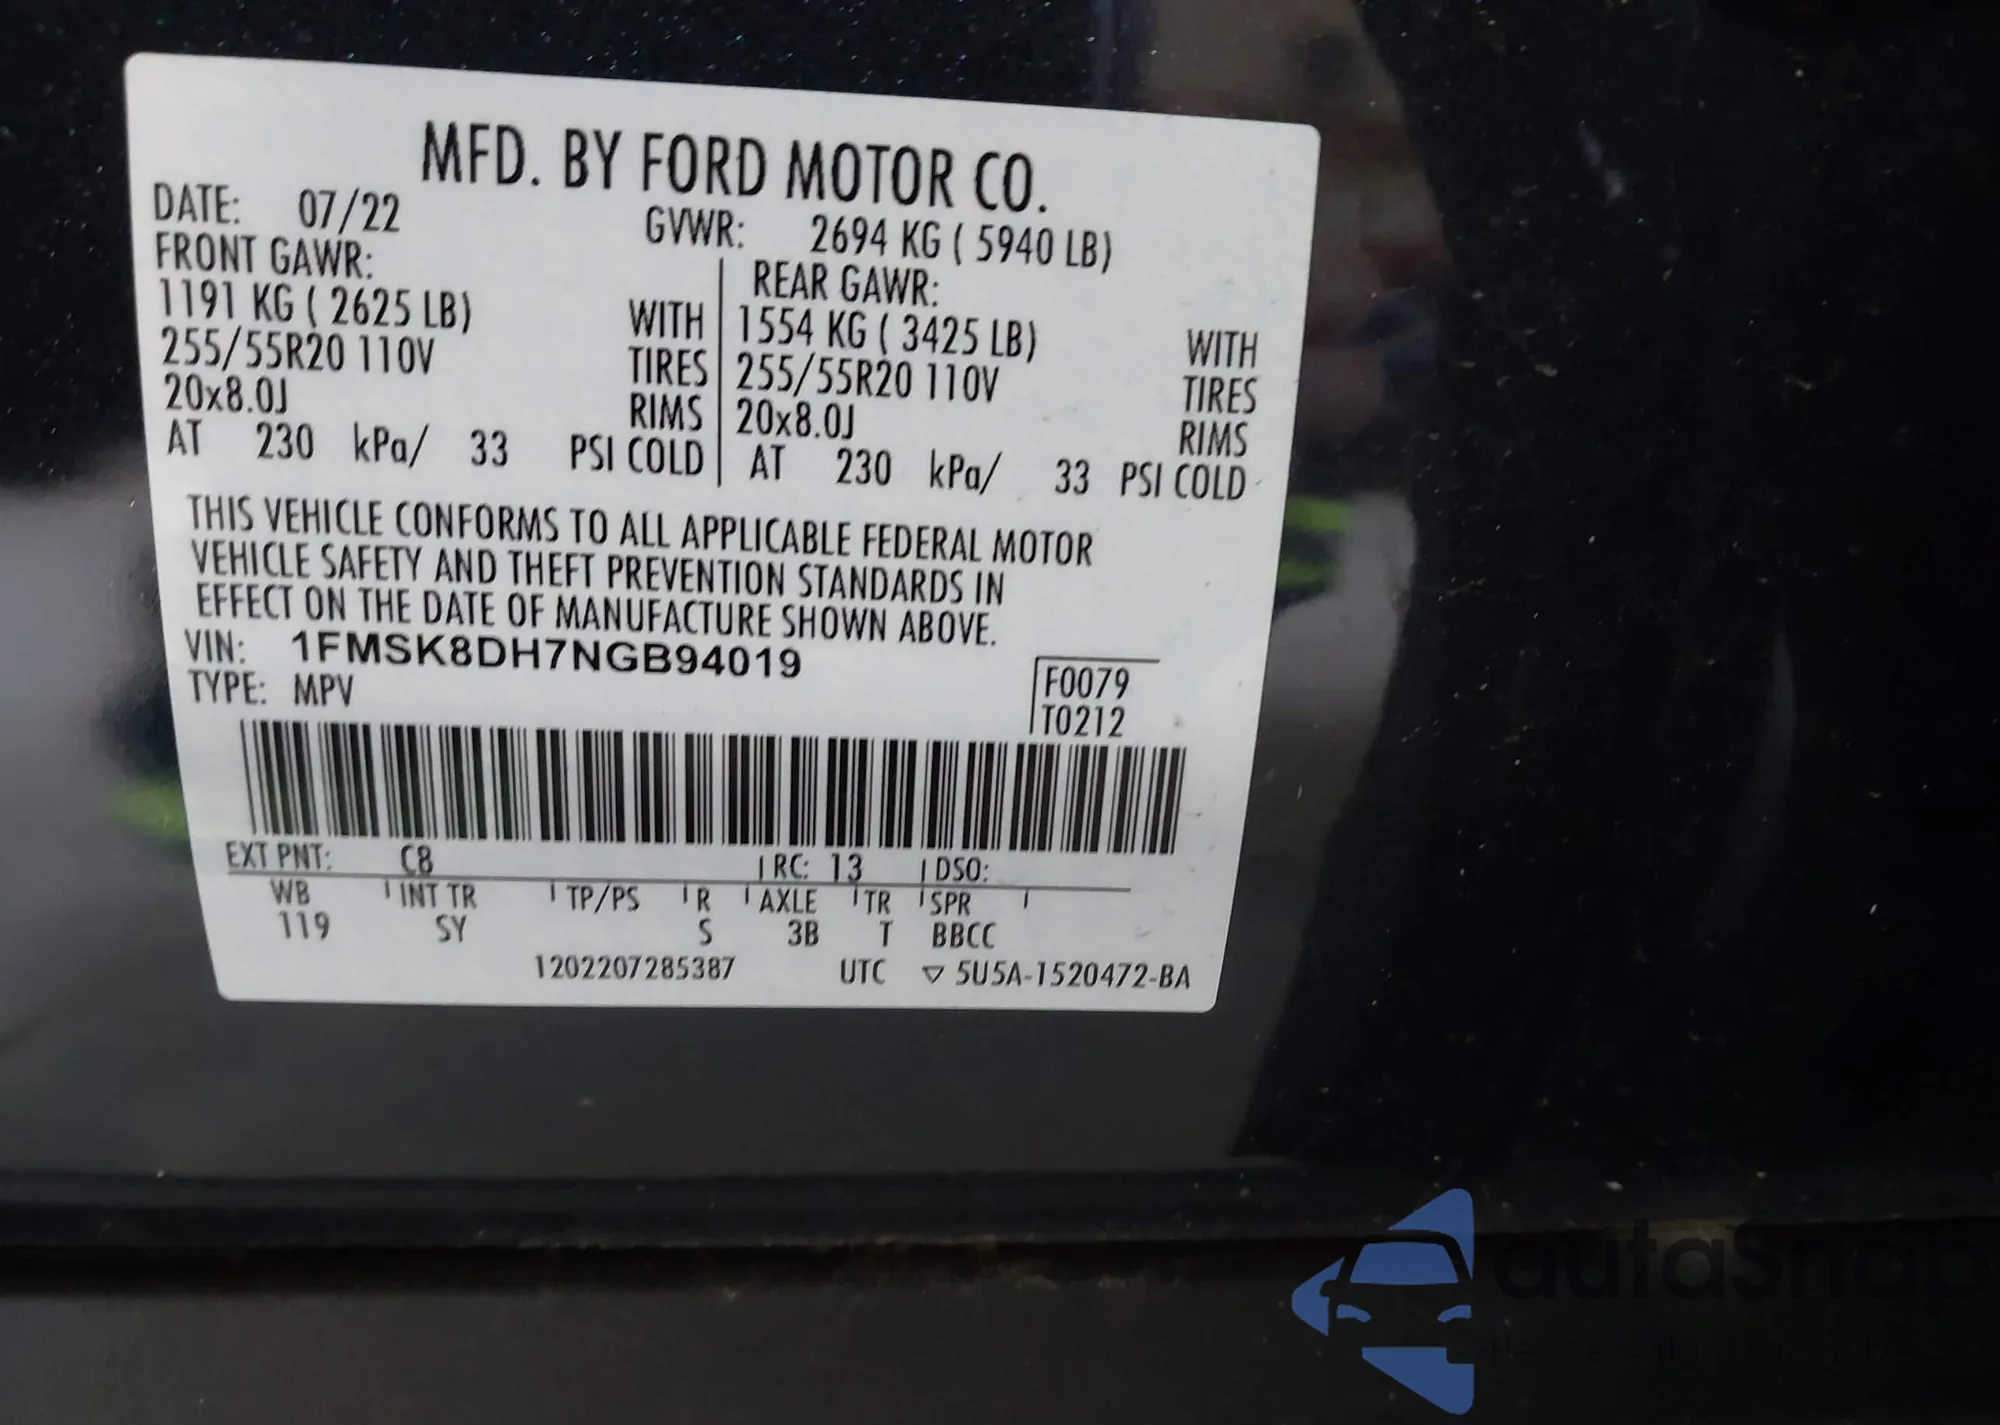 MFD. BY FORD MOTOR CO.
DATE: 07/22 GVWR: 2694 KG ( 5940 LB)
FRONT GAWR: REAR GAWR:
1191 KG ( 2625 LB) WITH 1554 KG ( 3425 LB) WITH
255/55R20 110V TIRES 255/55R20 110V TIRES
20x8.0J RIMS 20x8.0J RIMS
AT 230 kPa/ 33 PSI COLD AT 230 kPa/ 33 PSI COLD
THIS VEHICLE CONFORMS TO ALL APPLICABLE FEDERAL MOTOR
VEHICLE SAFETY AND THEFT PREVENTION STANDARDS IN
EFFECT ON THE DATE OF MANUFACTURE SHOWN ABOVE.
VIN: 1FMSK8DH7NGB94019
TYPE: MPV
F0079
T0212
EXT PNT: C8 RC: 13 DSO:
WB INT TR TP/PS R AXLE TR SPR
119 SY S 3B T BBCC
1202207285387 UTC ▽ 5U5A-1520472-BA
autaSnap